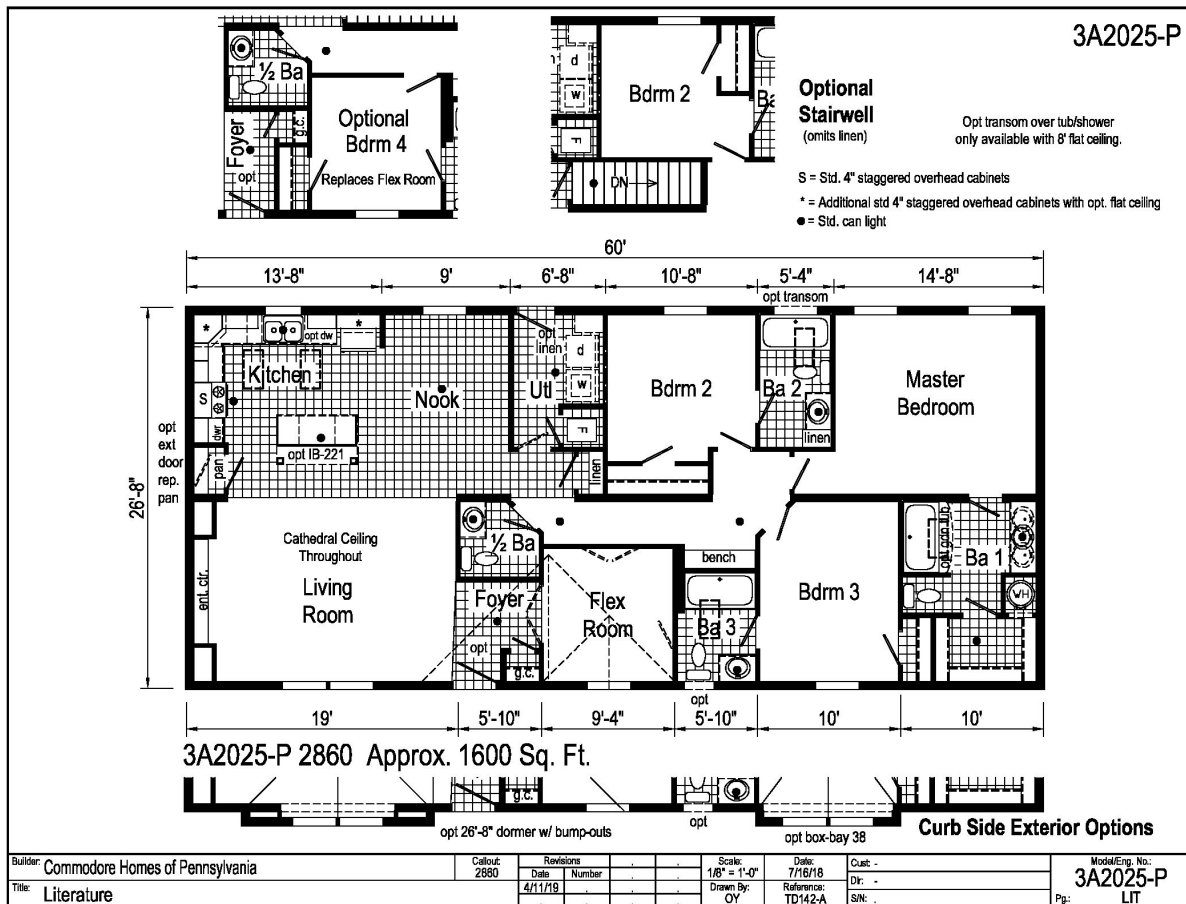 3A2025-P
½ Ba
Optional
Bdrm 4
Replaces Flex Room
Foyer
opt
g.c.
d
w
F
Bdrm 2
DN
Optional
Stairwell
(omits linen)
Opt transom over tub/shower
only available with 8' flat ceiling.
S = Std. 4" staggered overhead cabinets
* = Additional std 4" staggered overhead cabinets with opt. flat ceiling
● = Std. can light
60'
13'-8" 9' 6'-8" 10'-8" 5'-4" 14'-8"
opt transom
26'-8"
*
*
opt dw
Kitchen
S
dwr
pan
opt
ext
door
rep.
pan
opt IB-221
Nook
opt
linen
Utl
d
w
F
linen
Bdrm 2
Ba 2
linen
Master
Bedroom
Cathedral Ceiling
Throughout
Living
Room
ent. ctr.
½ Ba
Foyer
opt
g.c.
Flex
Room
bench
Ba 3
opt
Bdrm 3
opt gdn tub
Ba 1
WH
19' 5'-10" 9'-4" 5'-10" 10' 10'
3A2025-P 2860 Approx. 1600 Sq. Ft.
g.c.
opt 26'-8" dormer w/ bump-outs
opt
opt box-bay 38
Curb Side Exterior Options
Builder: Commodore Homes of Pennsylvania
Title: Literature
Callout:
2860
Revisions
Date Number
4/11/19
Scale:
1/8" = 1'-0"
Drawn By:
OY
Date:
7/16/18
Reference:
TD142-A
Cust: -
Dir: -
S/N: .
Model/Eng. No.:
3A2025-P
Pg.: LIT